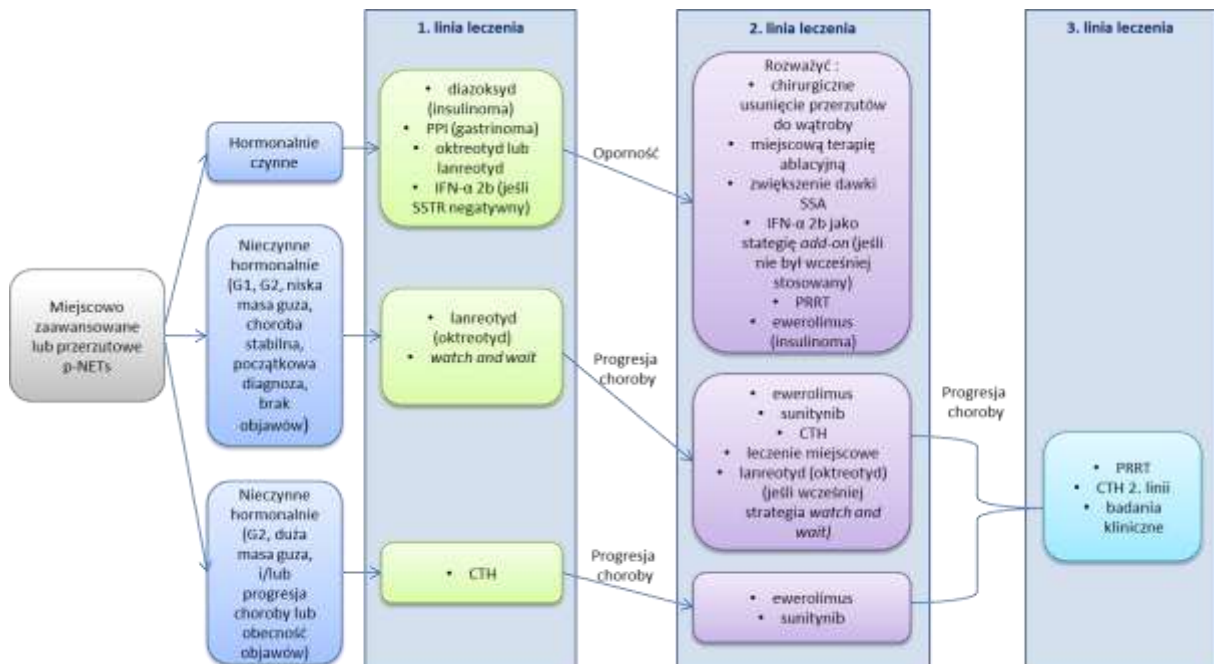 1. linia leczenia
2. linia leczenia
3. linia leczenia
Miejscowo
zaawansowane
lub przerzutowe
p-NETs
Hormonalnie
czynne
• diazoksyd
(insulinoma)
• PPI (gastrinoma)
• oktreotyd lub
lanreotyd
• IFN-α 2b (jeśli
SSTR negatywny)
Oporność
Rozważyć :
• chirurgiczne
usunięcie przerzutów
do wątroby
• miejscową terapię
ablacyjną
• zwiększenie dawki
SSA
• IFN-α 2b jako
stategię add-on (jeśli
nie był wcześniej
stosowany)
• PRRT
• ewerolimus
(insulinoma)
Nieczynne
hormonalnie
(G1, G2, niska
masa guza,
choroba
stabilna,
początkowa
diagnoza,
brak
objawów)
• lanreotyd
(oktreotyd)
• watch and wait
Progresja
choroby
• ewerolimus
• sunitynib
• CTH
• leczenie miejscowe
• lanreotyd (oktreotyd)
(jeśli wcześniej
strategia watch and
wait)
Progresja
choroby
• PRRT
• CTH 2. linii
• badania
kliniczne
Nieczynne
hormonalnie
(G2, duża
masa guza,
i/lub
progresja
choroby lub
obecność
objawów)
• CTH
Progresja
choroby
• ewerolimus
• sunitynib